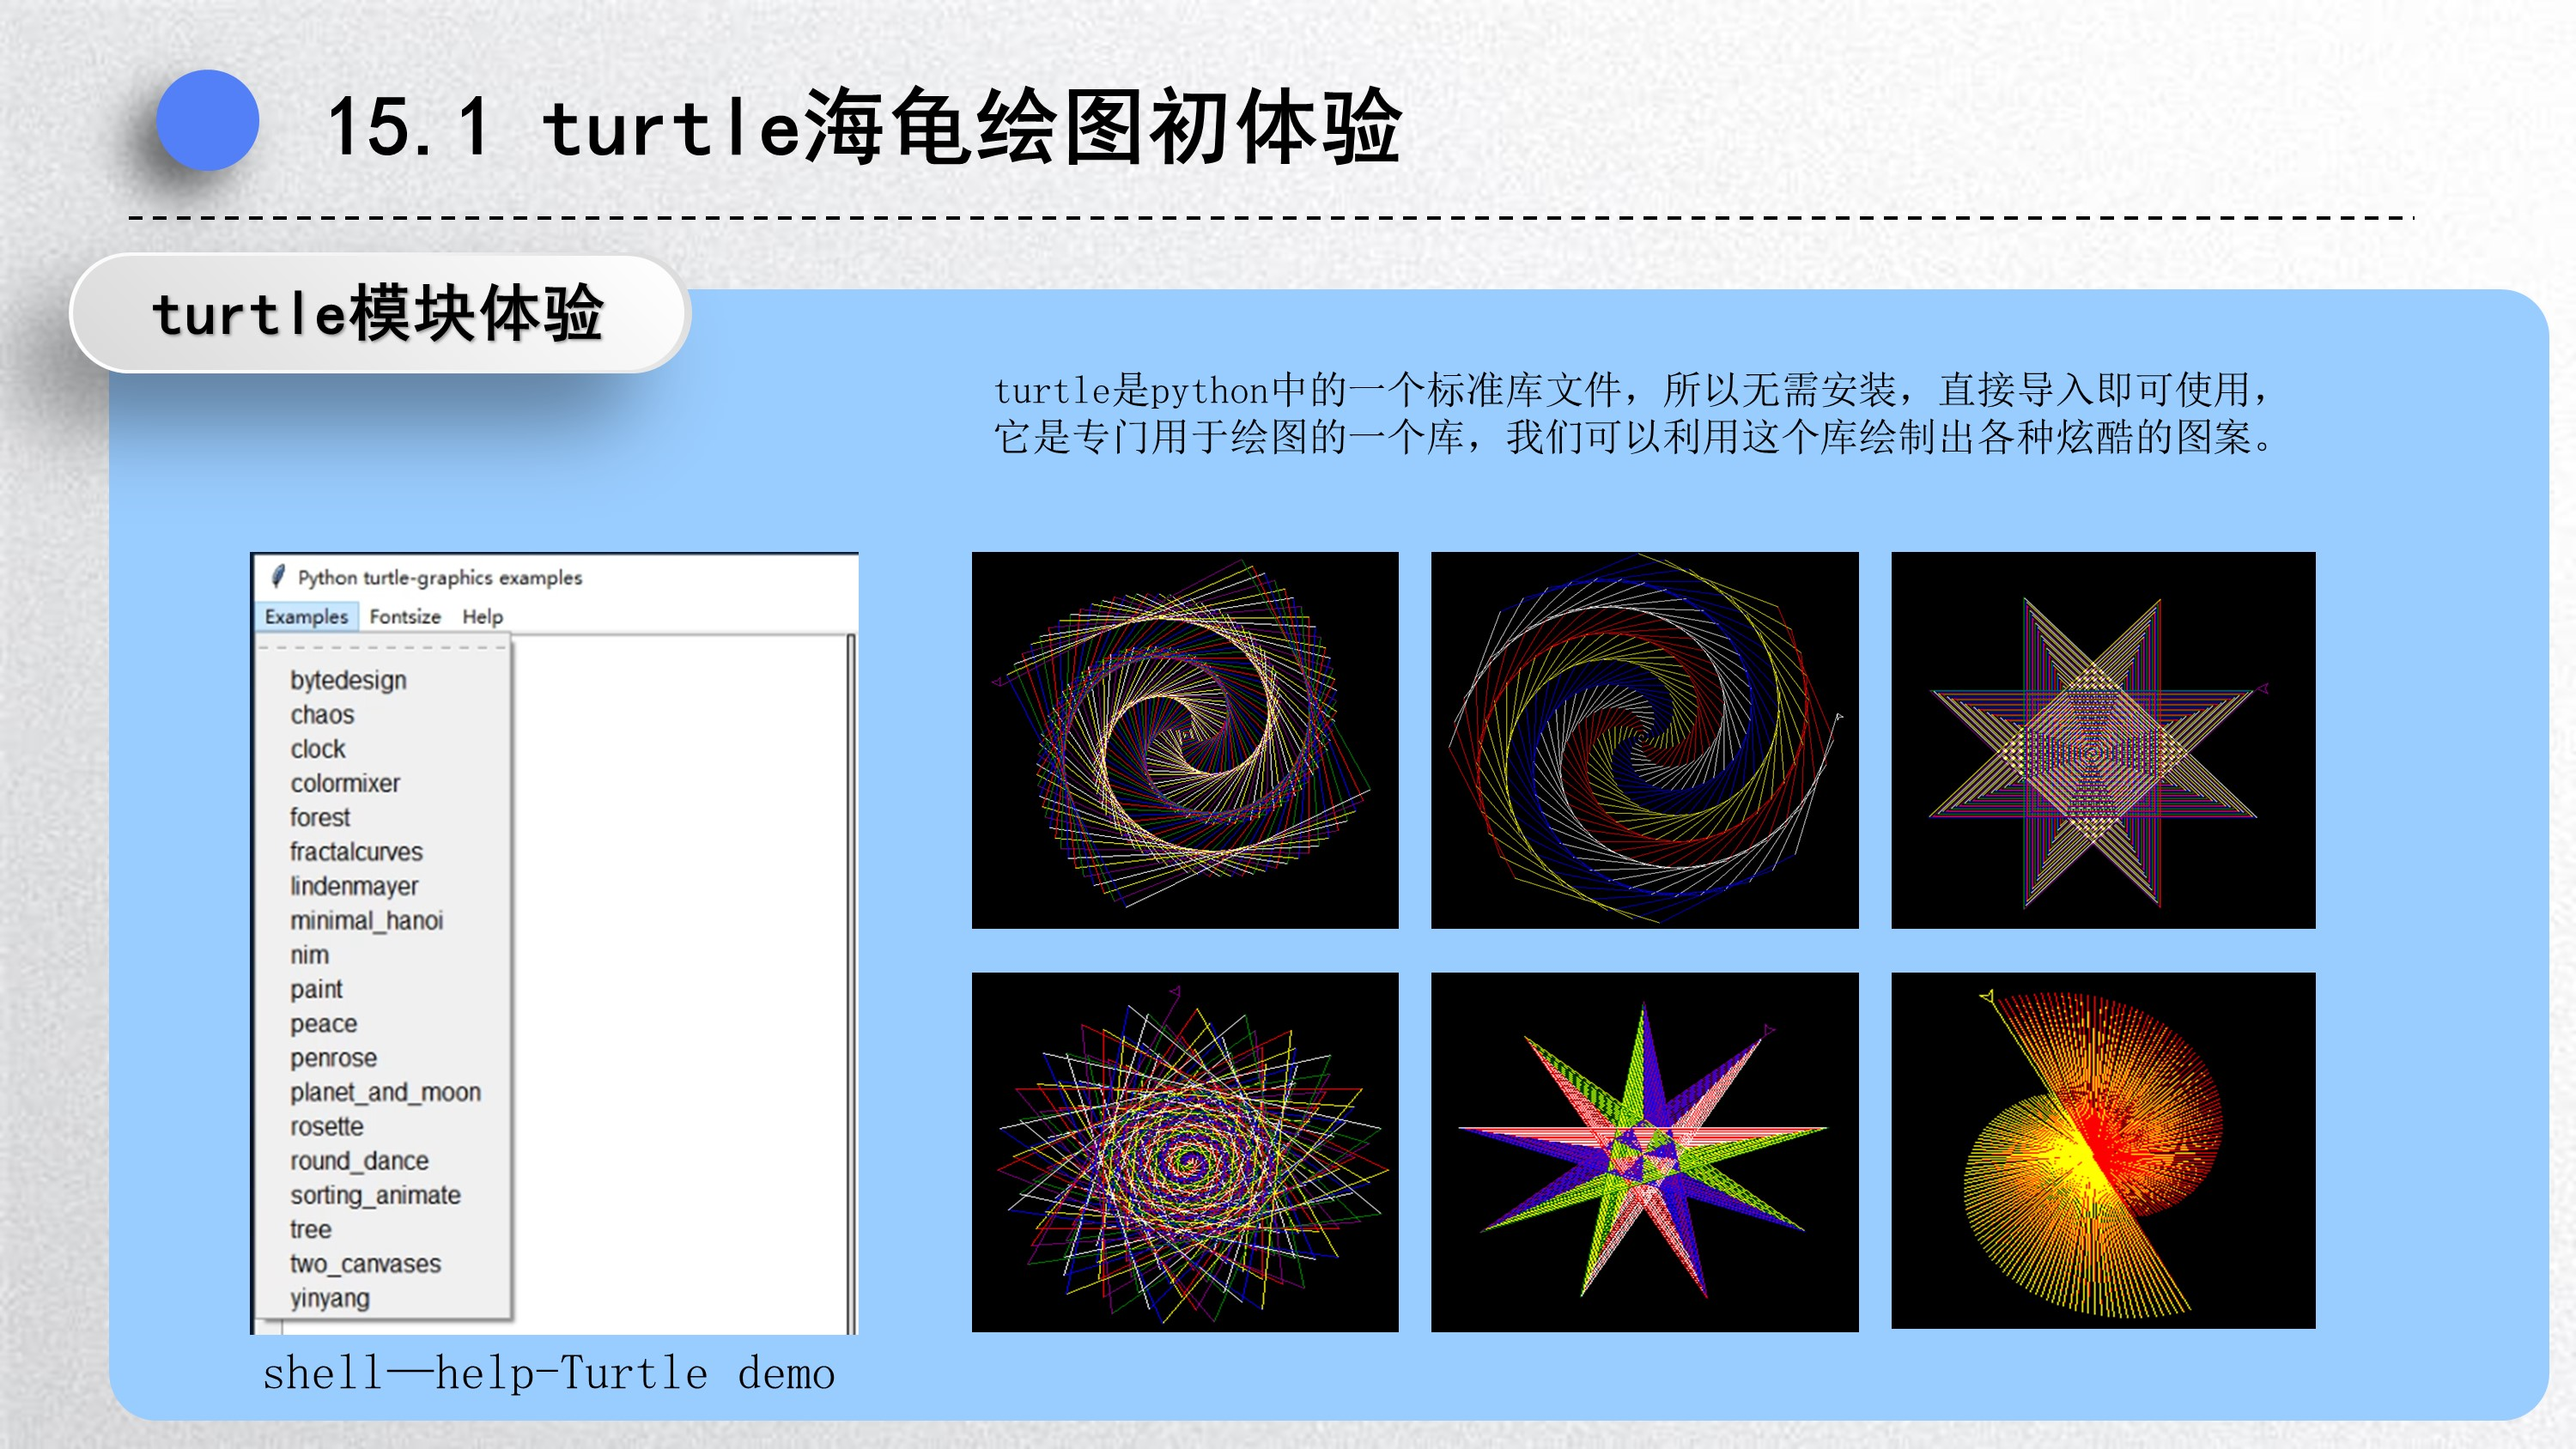 15.1 turtle海龟绘图初体验
turtle模块体验
turtle是python中的一个标准库文件，所以无需安装，直接导入即可使用，
它是专门用于绘图的一个库，我们可以利用这个库绘制出各种炫酷的图案。
Python turtle-graphics examples
Examples Fontsize Help
bytedesign
chaos
clock
colormixer
forest
fractalcurves
lindenmayer
minimal_hanoi
nim
paint
peace
penrose
planet_and_moon
rosette
round_dance
sorting_animate
tree
two_canvases
yinyang
shell——help-Turtle demo